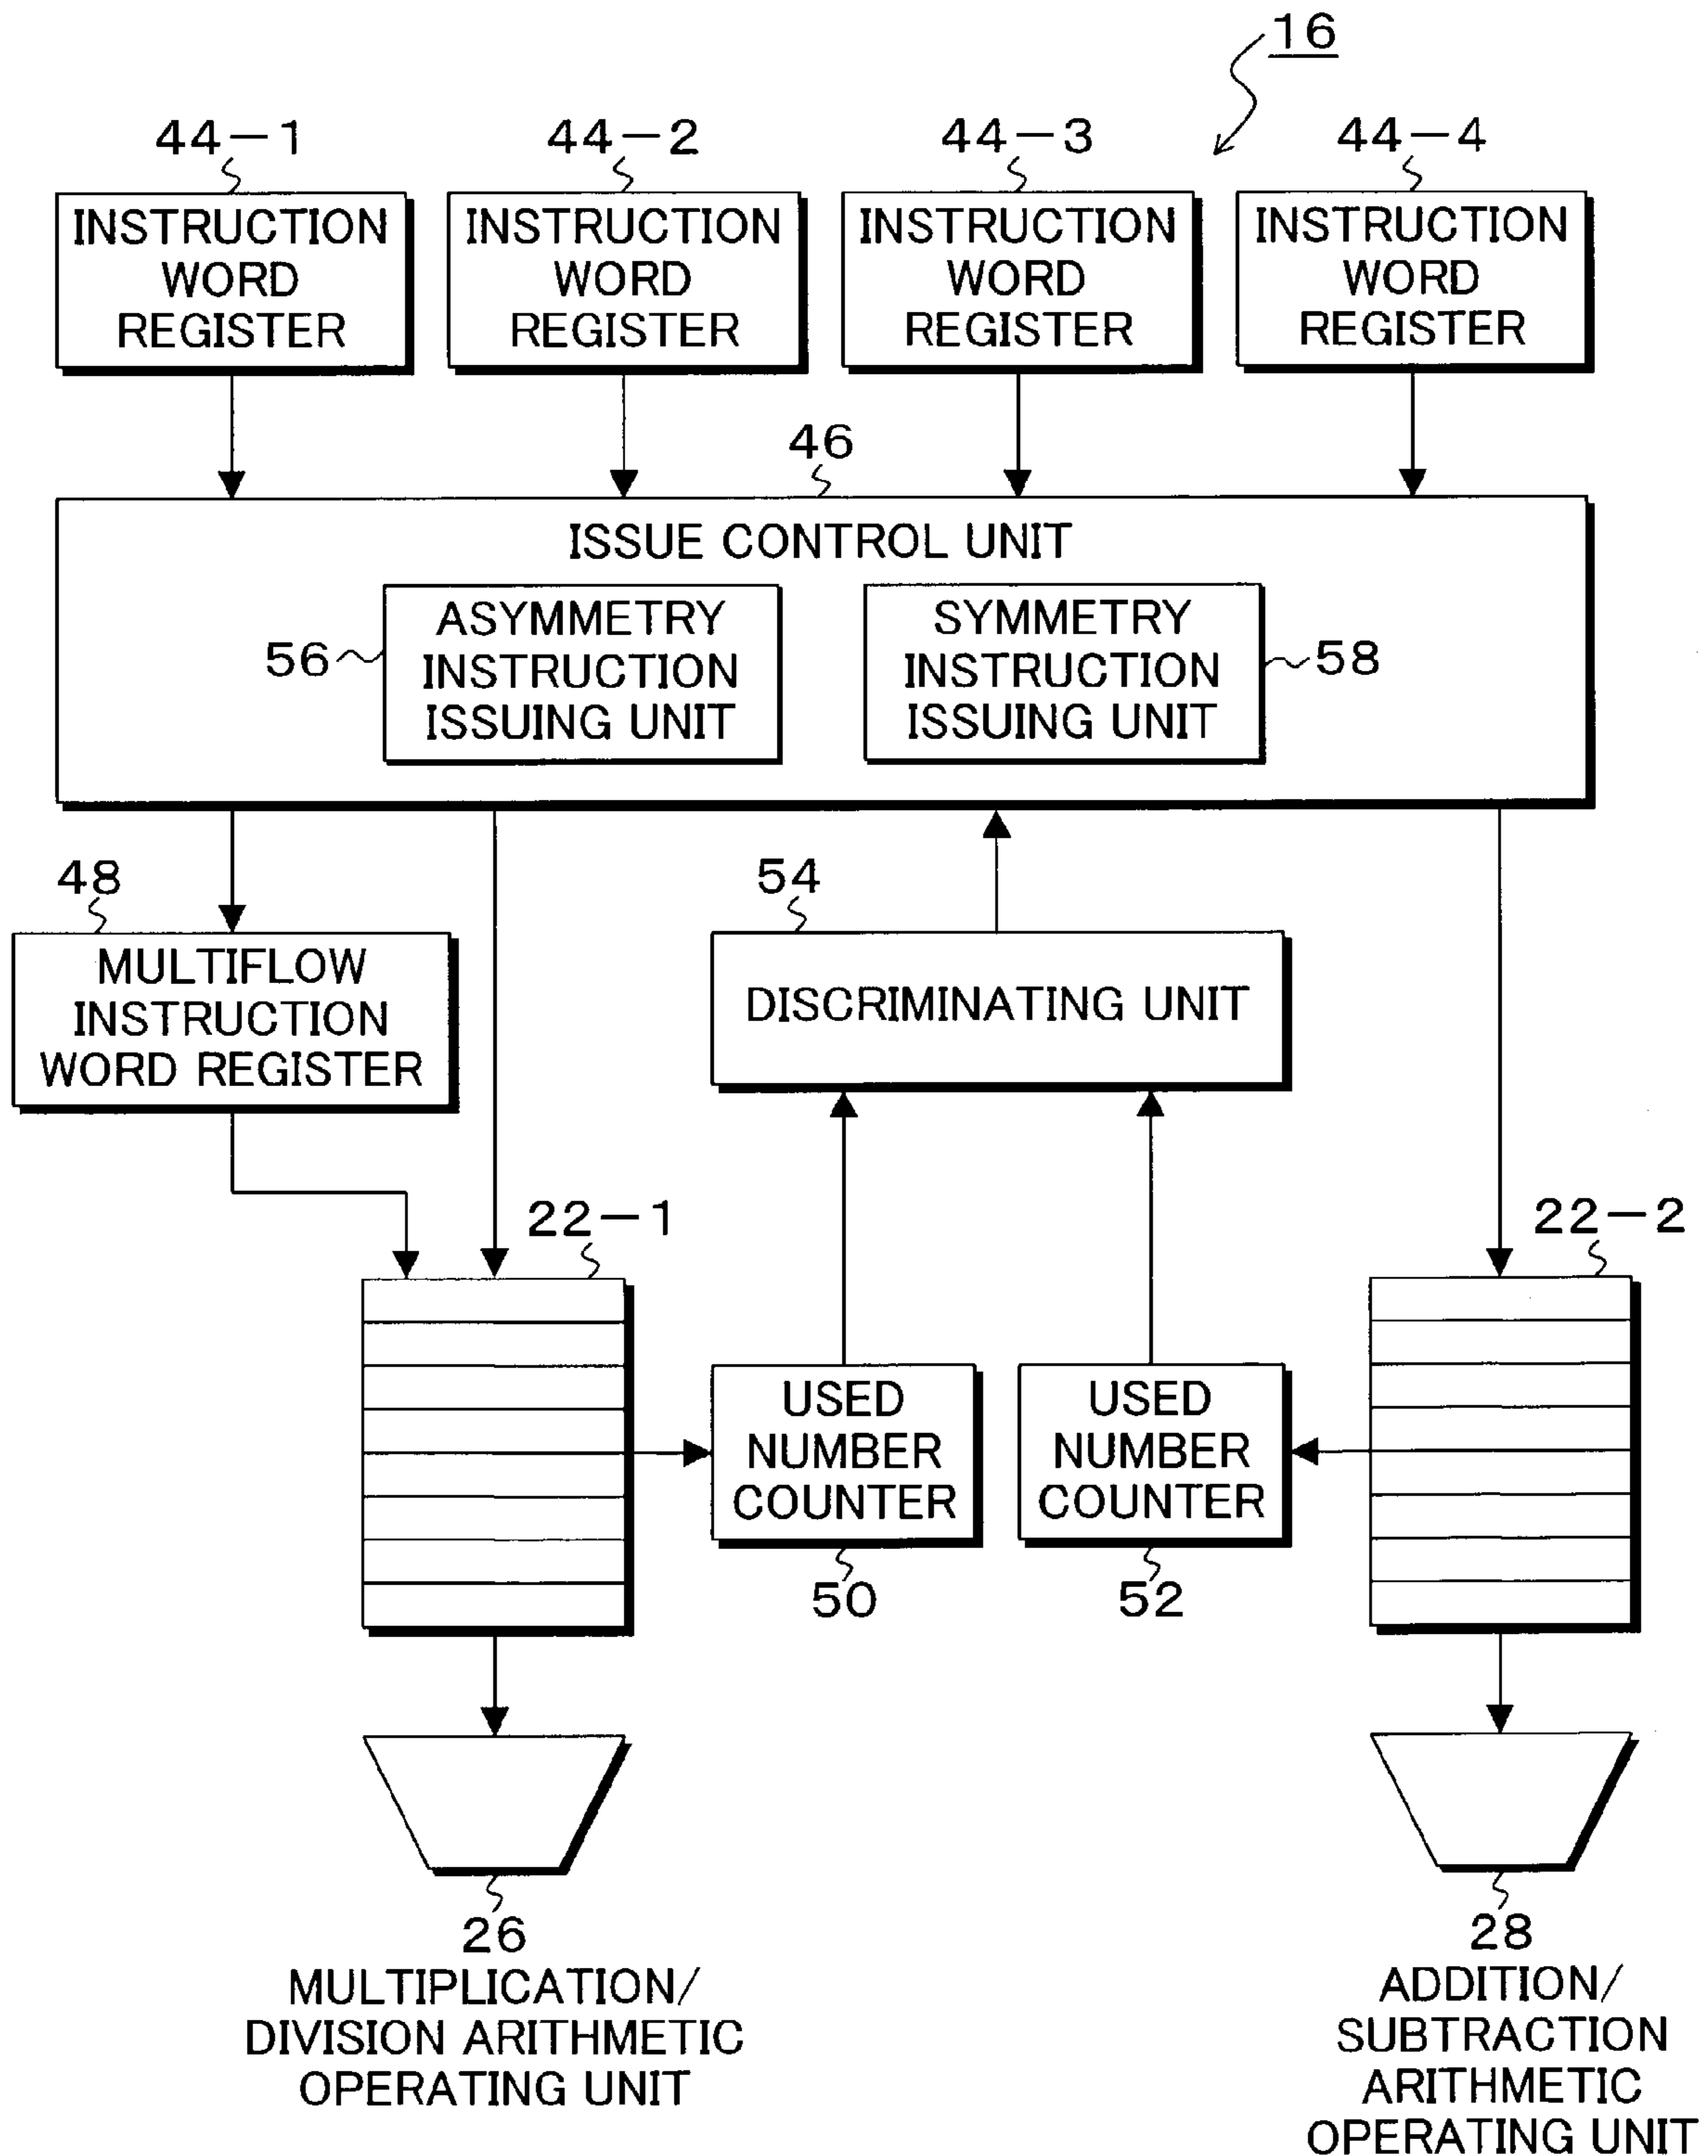 16
44-1 44-2 44-3 44-4
INSTRUCTION
WORD
REGISTER
INSTRUCTION
WORD
REGISTER
INSTRUCTION
WORD
REGISTER
INSTRUCTION
WORD
REGISTER
46
ISSUE CONTROL UNIT
56
ASYMMETRY
INSTRUCTION
ISSUING UNIT
SYMMETRY
INSTRUCTION
ISSUING UNIT
58
48
MULTIFLOW
INSTRUCTION
WORD REGISTER
54
DISCRIMINATING UNIT
22-1
22-2
USED
NUMBER
COUNTER
50
USED
NUMBER
COUNTER
52
26
MULTIPLICATION/
DIVISION ARITHMETIC
OPERATING UNIT
28
ADDITION/
SUBTRACTION
ARITHMETIC
OPERATING UNIT